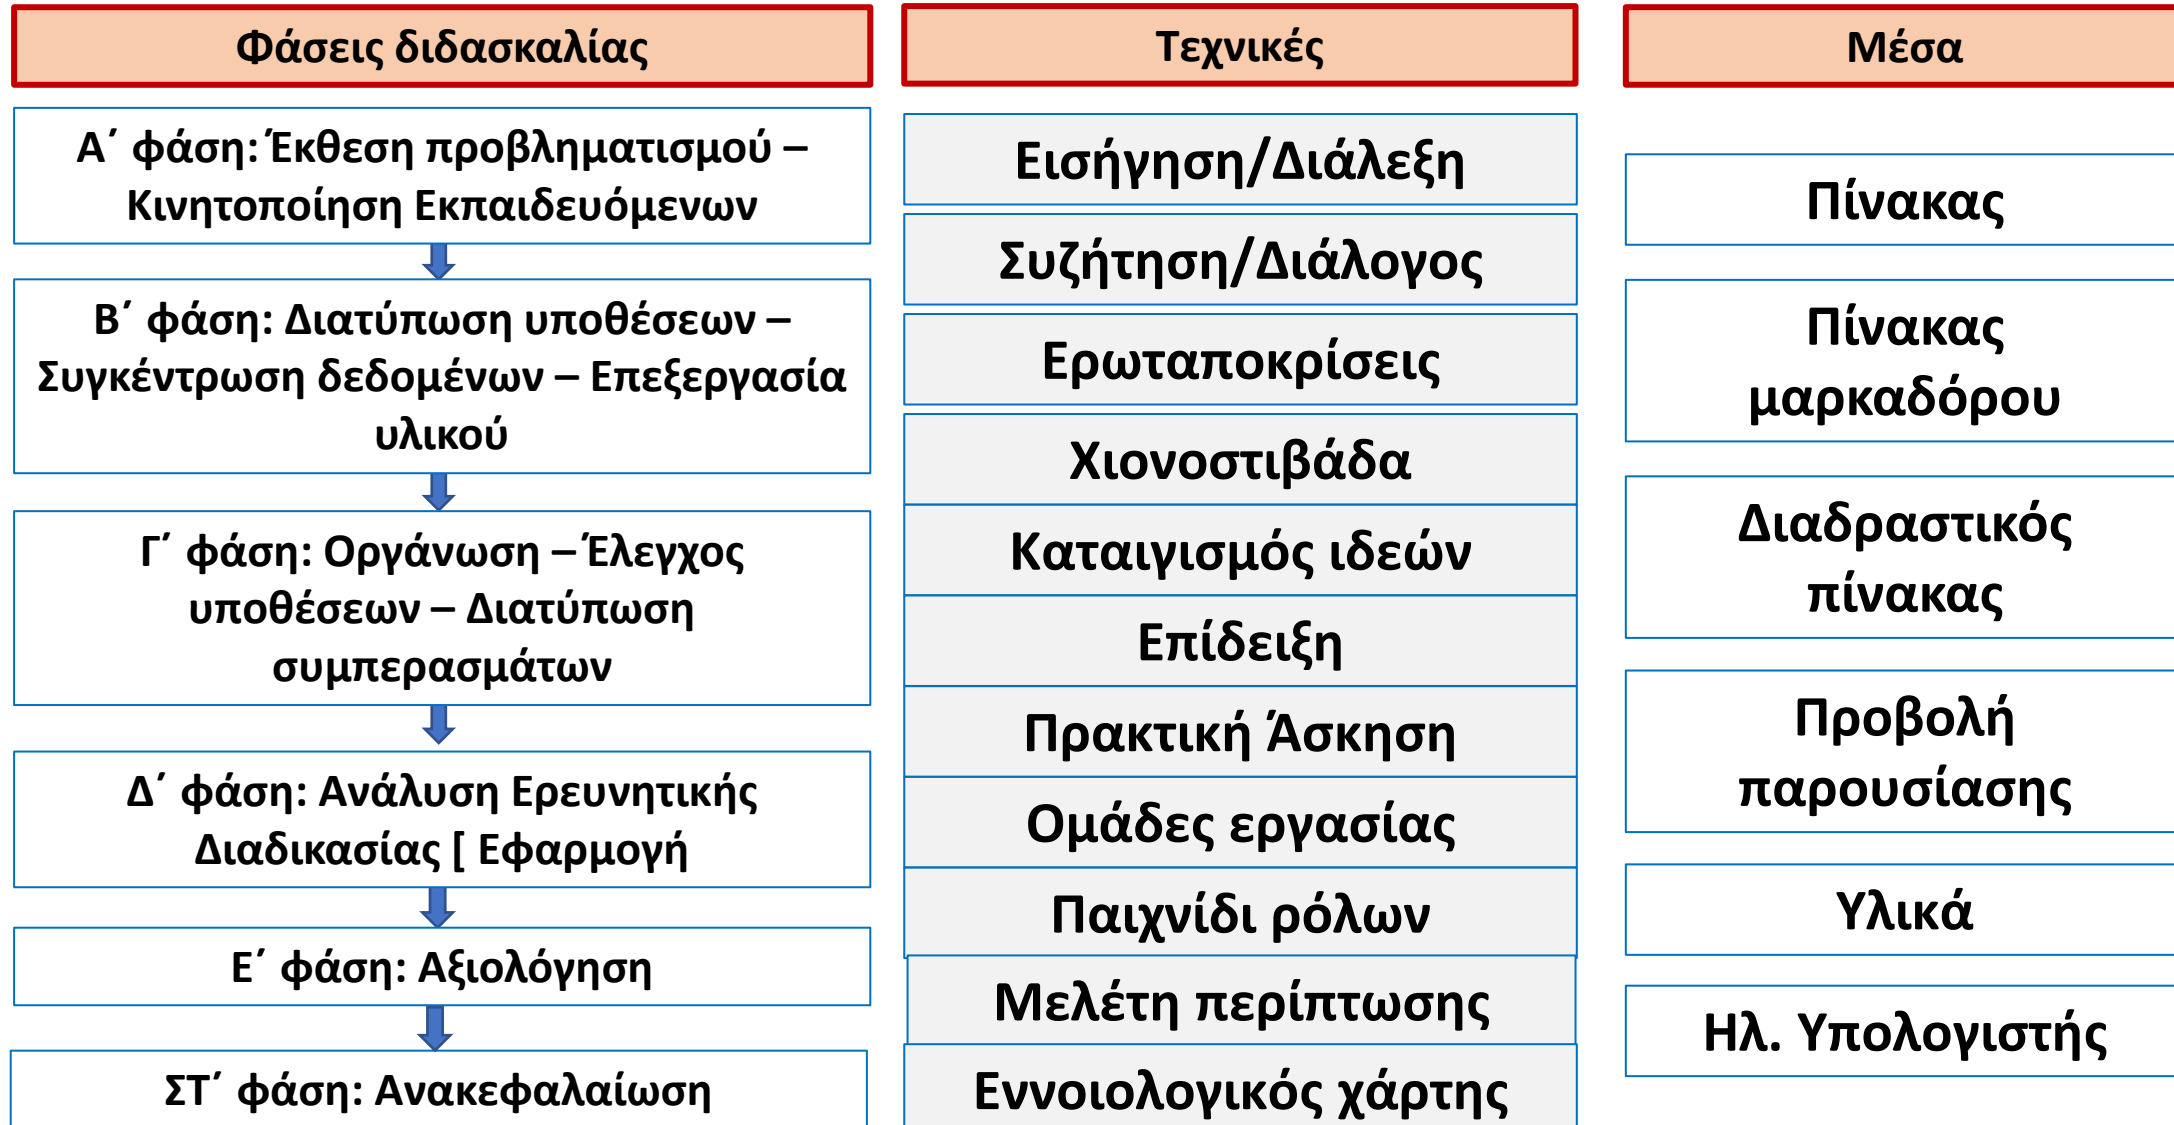 Φάσεις διδασκαλίας
Α΄ φάση: Έκθεση προβληματισμού –
Κινητοποίηση Εκπαιδευόμενων
Β΄ φάση: Διατύπωση υποθέσεων –
Συγκέντρωση δεδομένων – Επεξεργασία
υλικού
Γ΄ φάση: Οργάνωση – Έλεγχος
υποθέσεων – Διατύπωση
συμπερασμάτων
Δ΄ φάση: Ανάλυση Ερευνητικής
Διαδικασίας [ Εφαρμογή
Ε΄ φάση: Αξιολόγηση
ΣΤ΄ φάση: Ανακεφαλαίωση
Τεχνικές
Εισήγηση/Διάλεξη
Συζήτηση/Διάλογος
Ερωταποκρίσεις
Χιονοστιβάδα
Καταιγισμός ιδεών
Επίδειξη
Πρακτική Άσκηση
Ομάδες εργασίας
Παιχνίδι ρόλων
Μελέτη περίπτωσης
Εννοιολογικός χάρτης
Μέσα
Πίνακας
Πίνακας
μαρκαδόρου
Διαδραστικός
πίνακας
Προβολή
παρουσίασης
Υλικά
Ηλ. Υπολογιστής